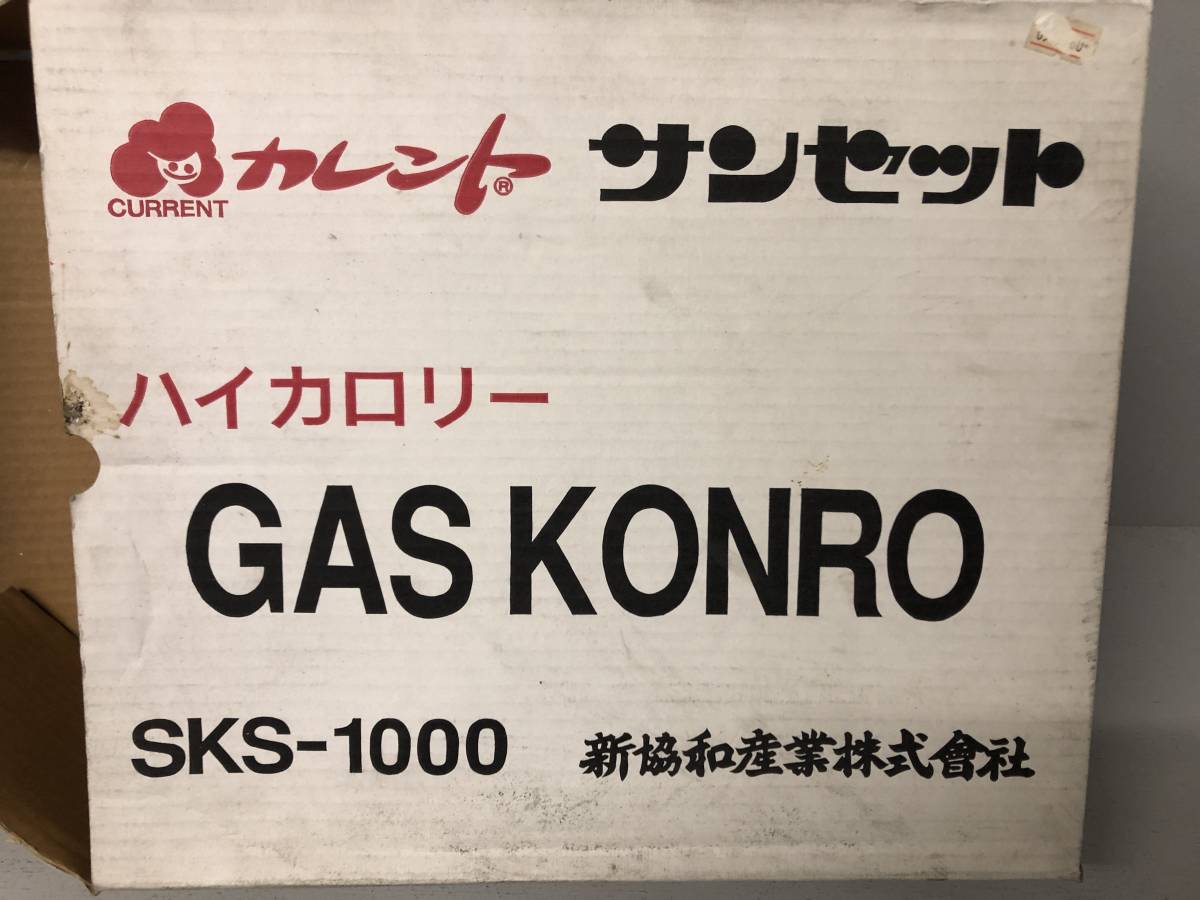 カレント® サンセット
CURRENT
ハイカロリー
GAS KONRO
SKS-1000 新協和産業株式會社